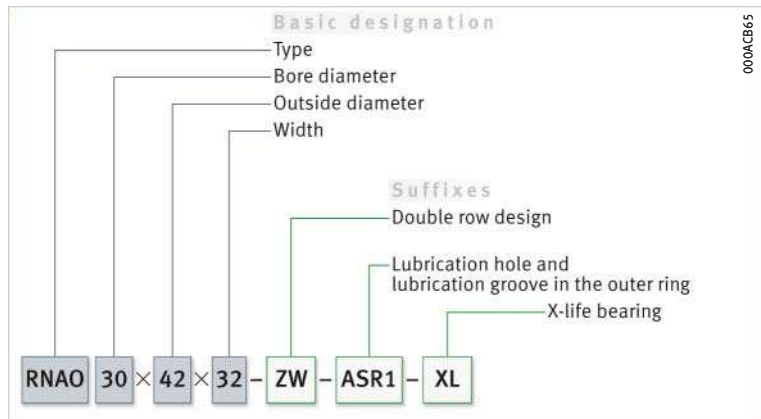 Basic designation
Type
Bore diameter
Outside diameter
Width
Suffixes
Double row design
Lubrication hole and
lubrication groove in the outer ring
X-life bearing
RNAO 30 × 42 × 32 – ZW – ASR1 – XL
000ACB65